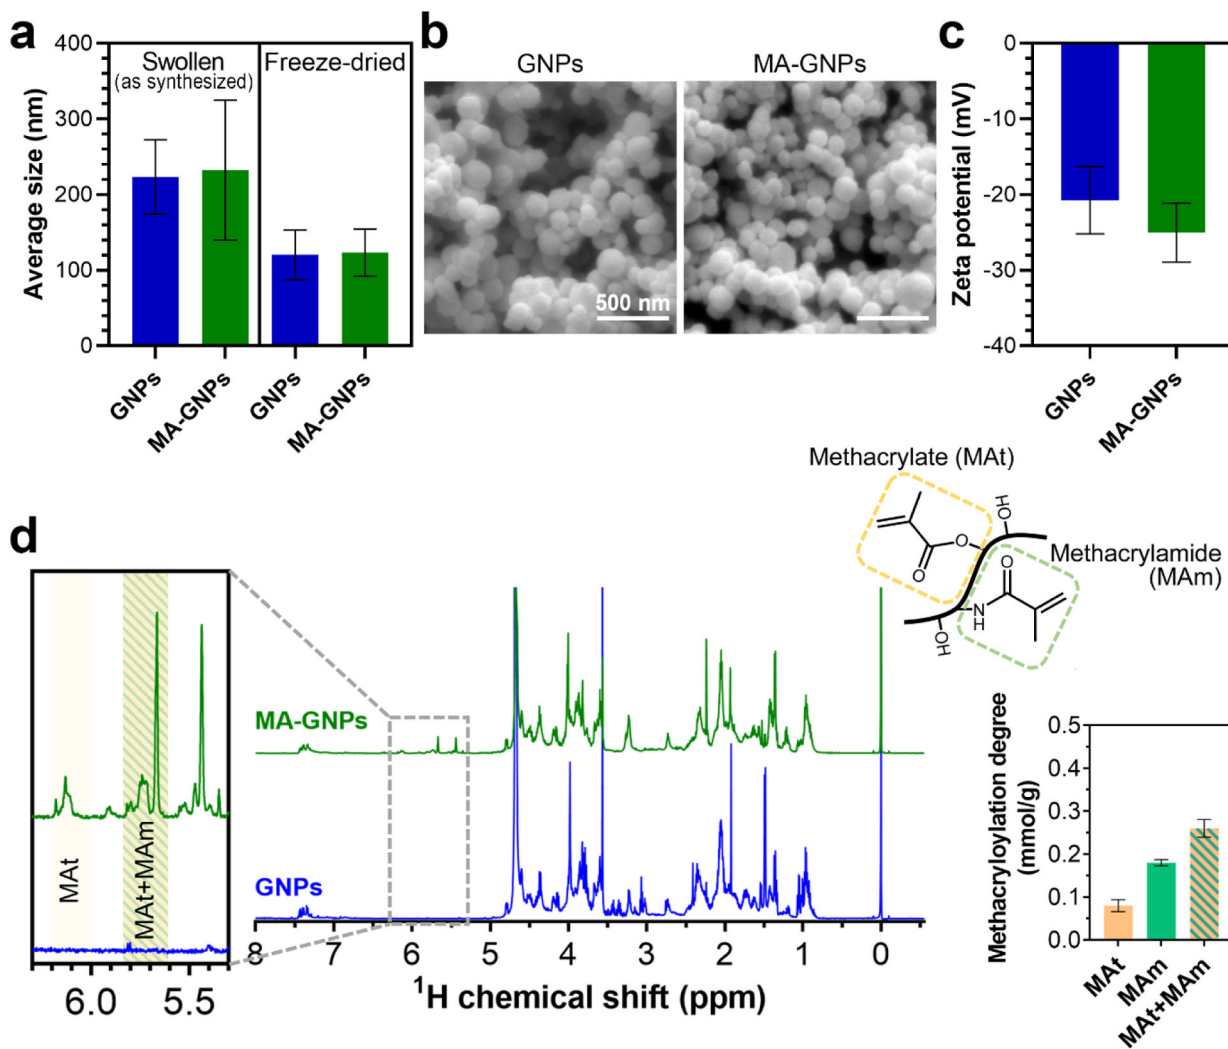 a
400
300
200
100
0
Average size (nm)
Swollen
(as synthesized)
Freeze-dried
GNPs
MA-GNPs
GNPs
MA-GNPs
b
GNPs
MA-GNPs
500 nm
c
0
-10
-20
-30
-40
Zeta potential (mV)
GNPs
MA-GNPs
d
MAt
MAt+MAm
6.0
5.5
MA-GNPs
GNPs
8
7
6
5
4
3
2
1
0
¹H chemical shift (ppm)
Methacrylate (MAt)
HO
O
O
Methacrylamide
(MAm)
O
N
H
HO
Methacryloylation degree
(mmol/g)
0.5
0.4
0.3
0.2
0.1
0.0
MAt
MAm
MAt+MAm